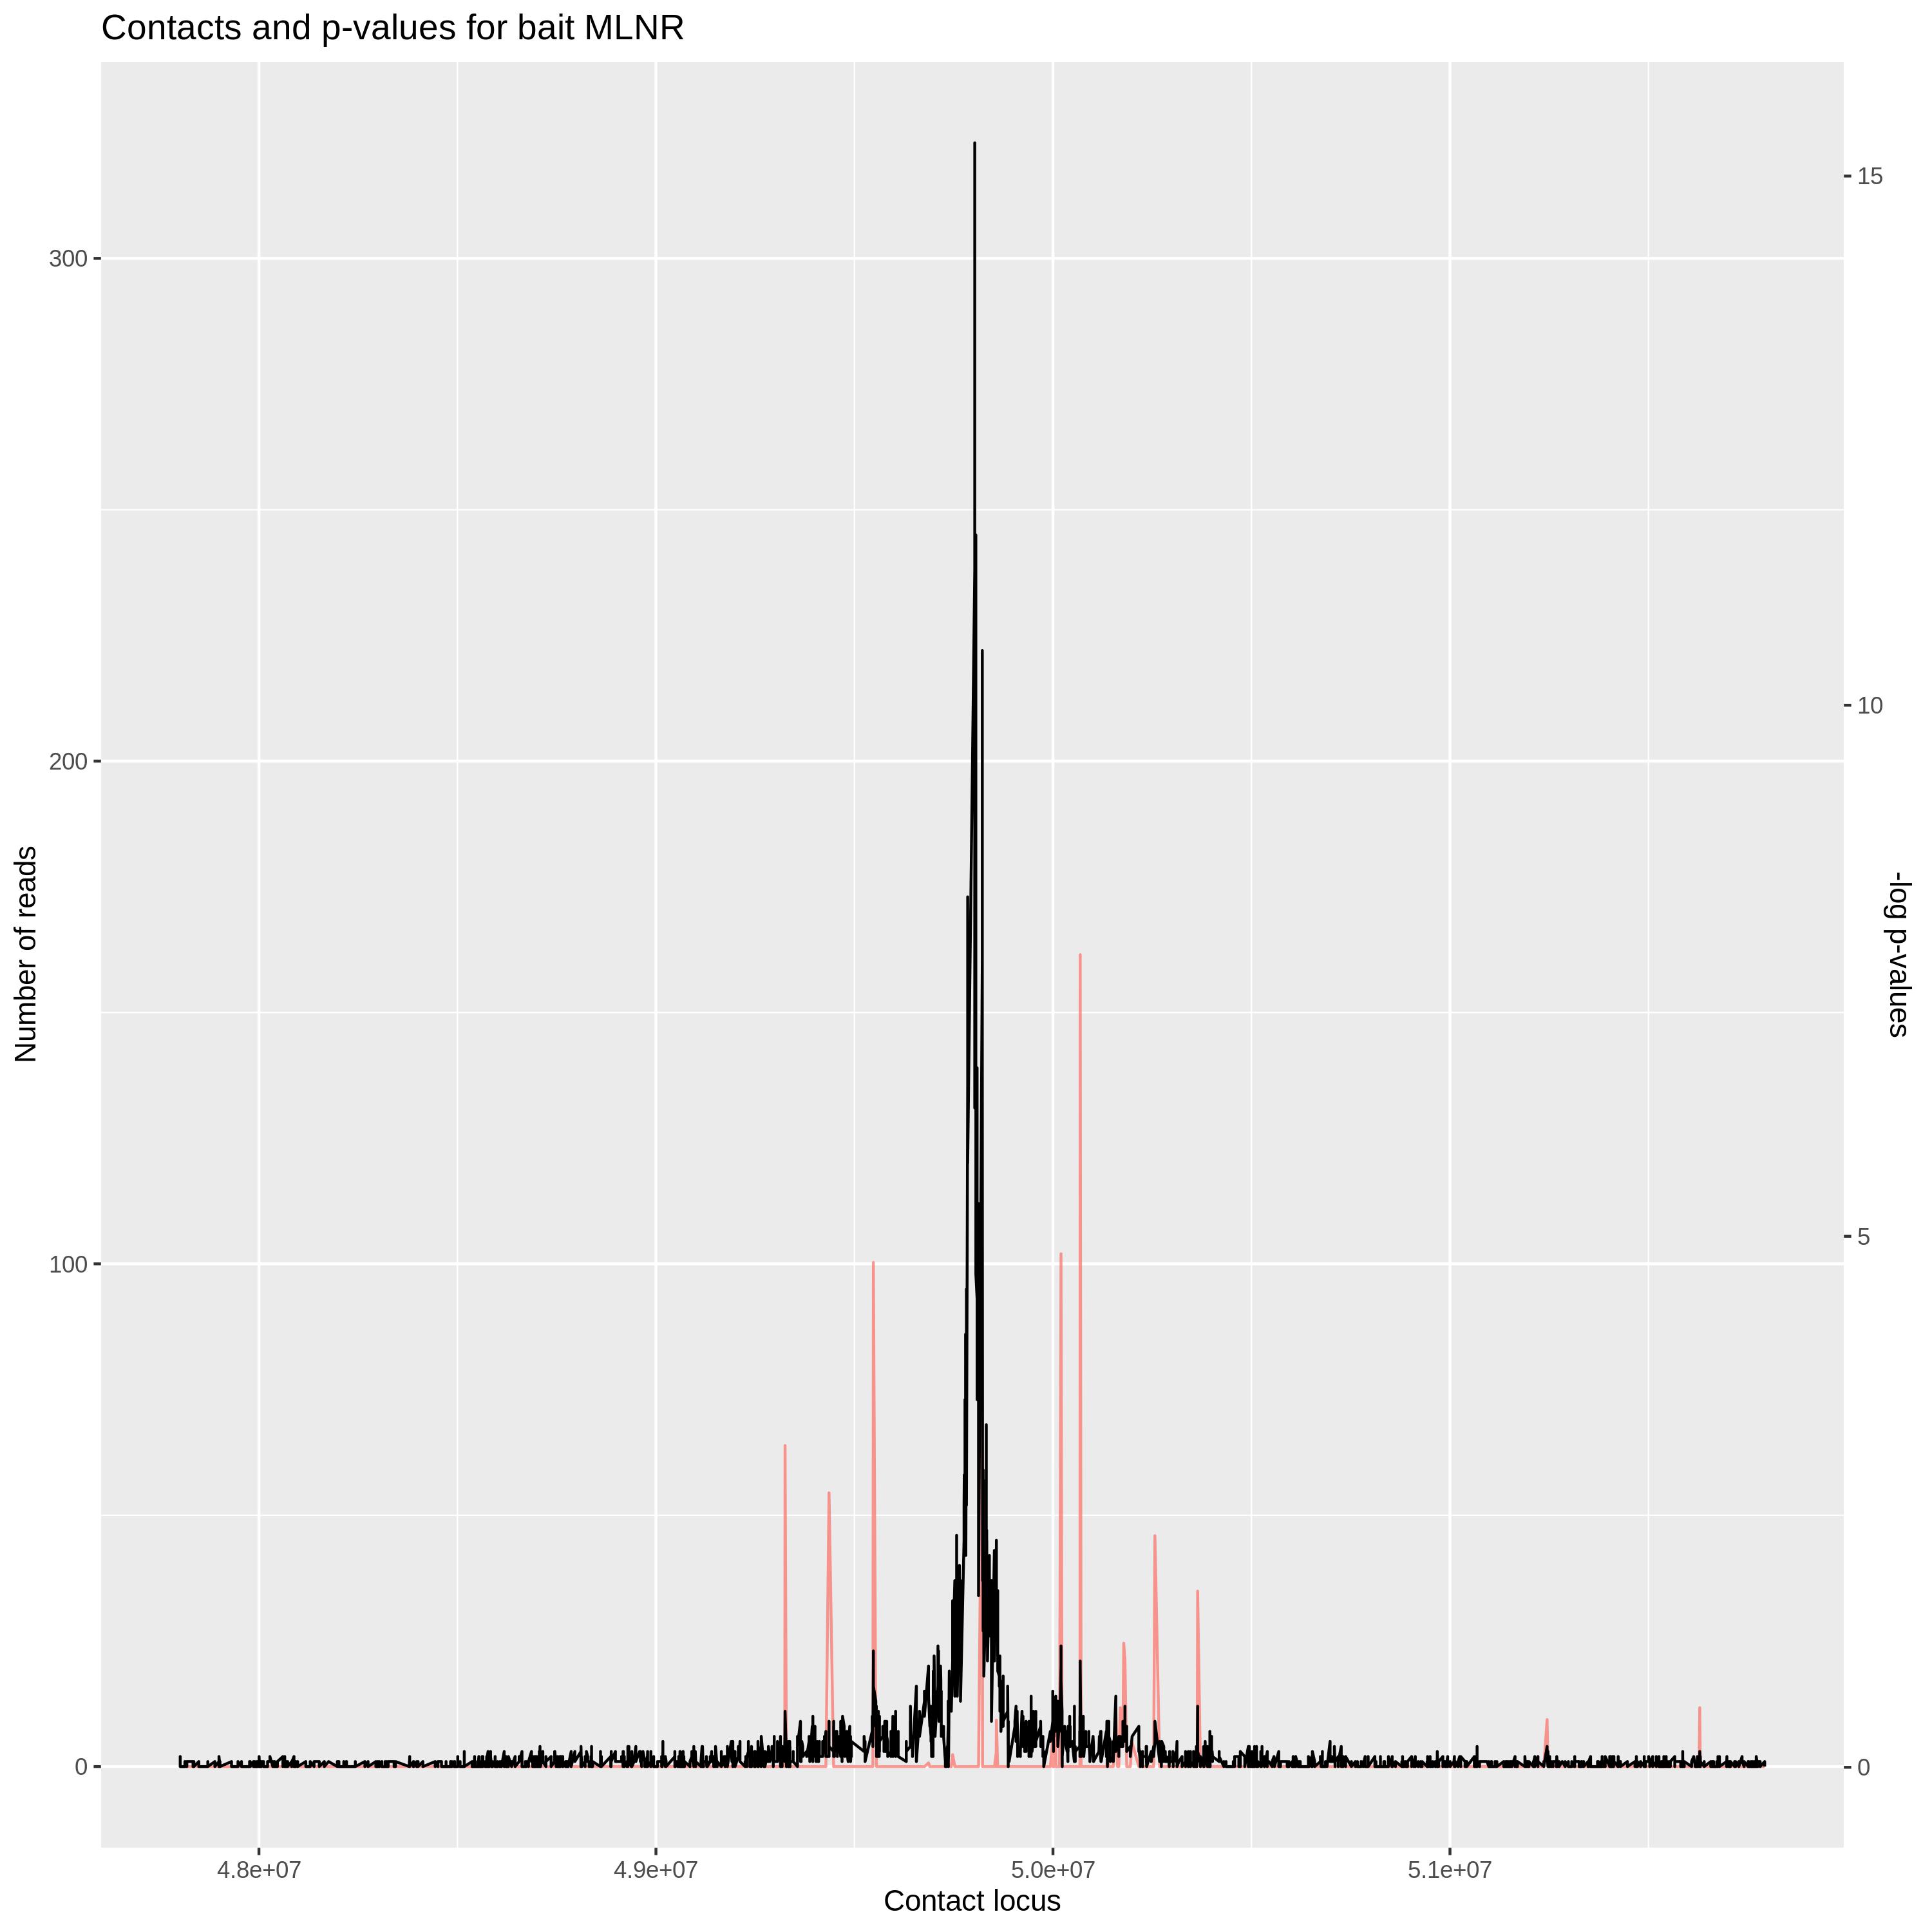 Contacts and p-values for bait MLNR
300
200
100
0
15
10
5
0
Number of reads
-log p-values
4.8e+07
4.9e+07
5.0e+07
5.1e+07
Contact locus